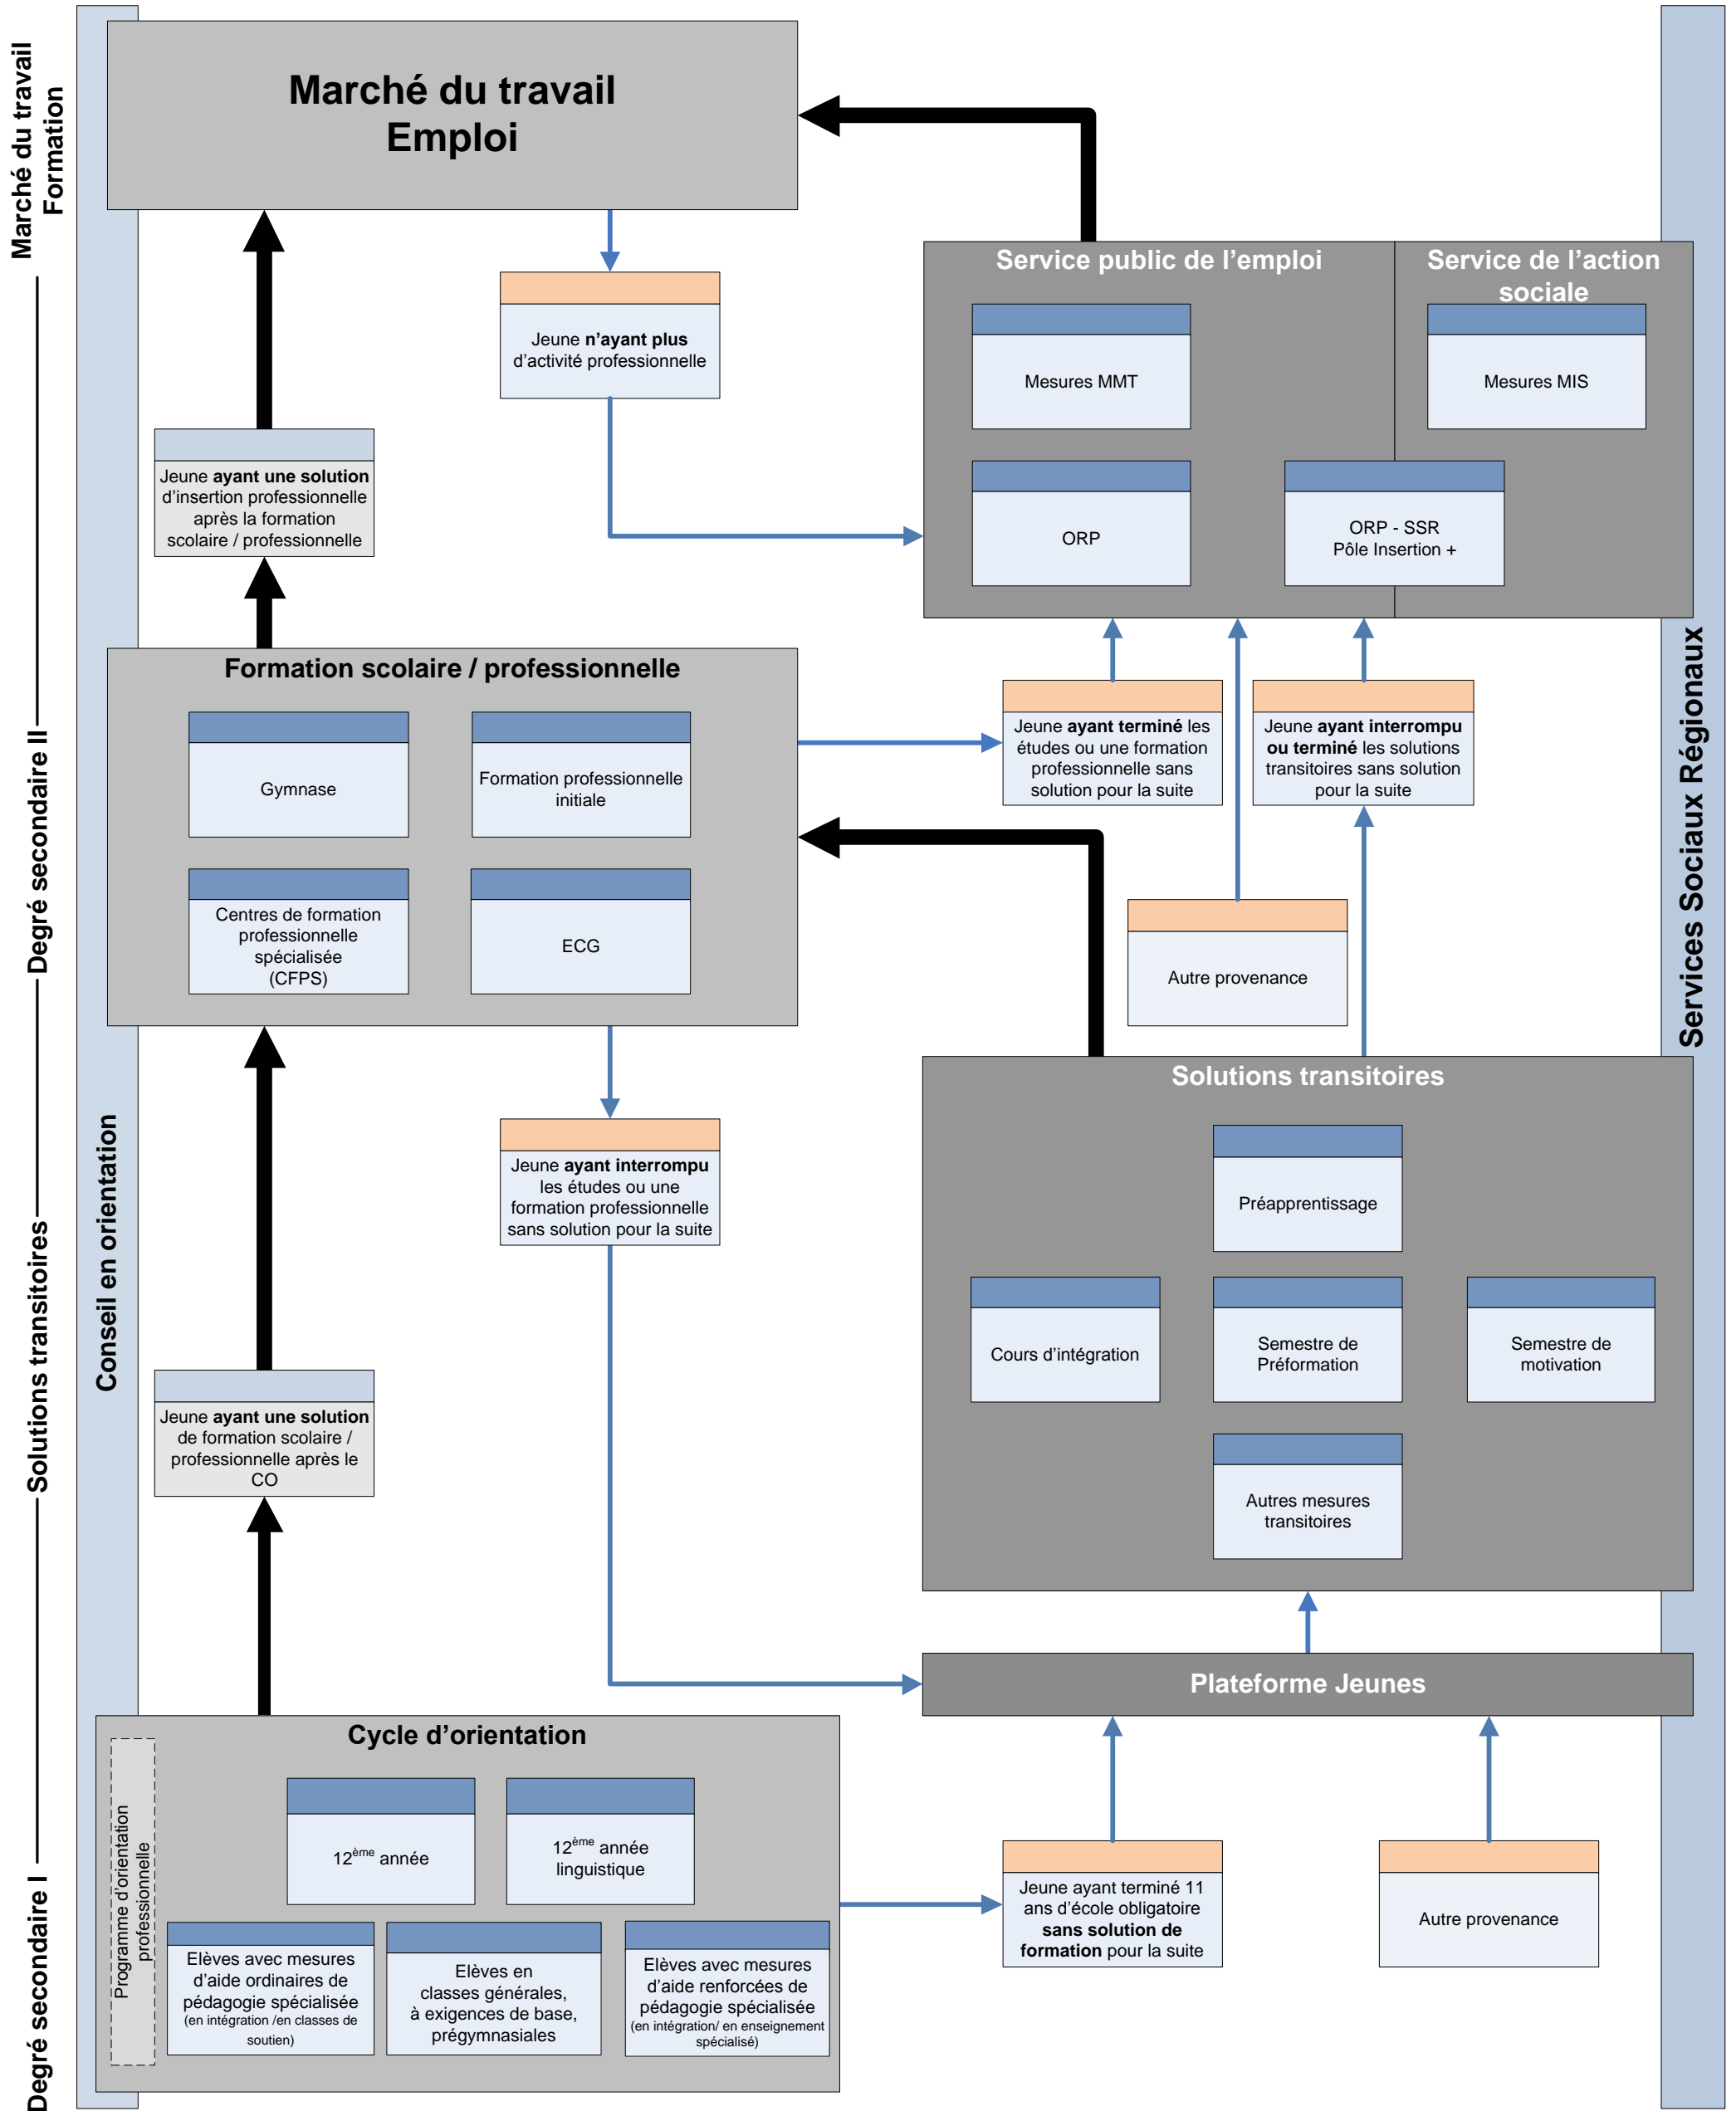 Marché du travail
Formation
Degré secondaire II
Solutions transitoires
Degré secondaire I
Conseil en orientation
Services Sociaux Régionaux
Marché du travail
Emploi
Jeune n'ayant plus
d'activité professionnelle
Service public de l'emploi
Service de l'action
sociale
Mesures MMT
Mesures MIS
ORP
ORP - SSR
Pôle Insertion +
Jeune ayant une solution
d'insertion professionnelle
après la formation
scolaire / professionnelle
Formation scolaire / professionnelle
Gymnase
Formation professionnelle
initiale
Centres de formation
professionnelle
spécialisée
(CFPS)
ECG
Jeune ayant terminé les
études ou une formation
professionnelle sans
solution pour la suite
Jeune ayant interrompu
ou terminé les solutions
transitoires sans solution
pour la suite
Autre provenance
Jeune ayant interrompu
les études ou une
formation professionnelle
sans solution pour la suite
Solutions transitoires
Préapprentissage
Cours d'intégration
Semestre de
Préformation
Semestre de
motivation
Autres mesures
transitoires
Jeune ayant une solution
de formation scolaire /
professionnelle après le
CO
Plateforme Jeunes
Cycle d'orientation
Programme d'orientation
professionnelle
12ème année
12ème année
linguistique
Elèves avec mesures
d'aide ordinaires de
pédagogie spécialisée
(en intégration /en classes de
soutien)
Elèves en
classes générales,
à exigences de base,
prégymnasiales
Elèves avec mesures
d'aide renforcées de
pédagogie spécialisée
(en intégration/ en enseignement
spécialisé)
Jeune ayant terminé 11
ans d'école obligatoire
sans solution de
formation pour la suite
Autre provenance